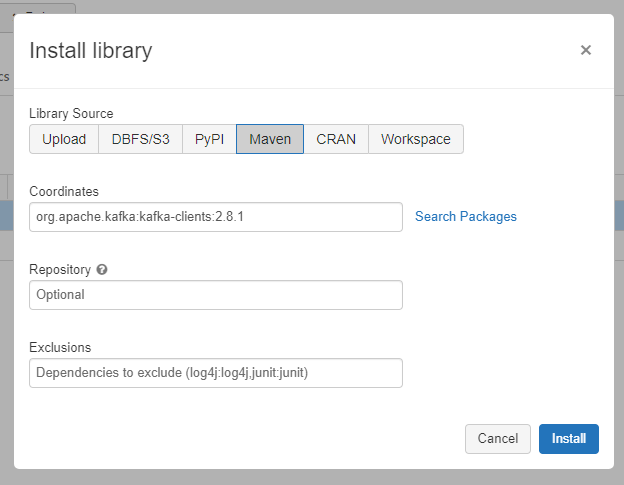 Install library
×
Library Source
Upload DBFS/S3 PyPI Maven CRAN Workspace
Coordinates
org.apache.kafka:kafka-clients:2.8.1 Search Packages
Repository ?
Optional
Exclusions
Dependencies to exclude (log4j:log4j,junit:junit)
Cancel Install